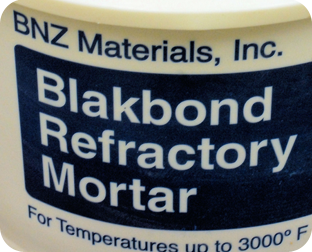 BNZ Materials, Inc.
Blakbond
Refractory
Mortar
For Temperatures up to 3000° F